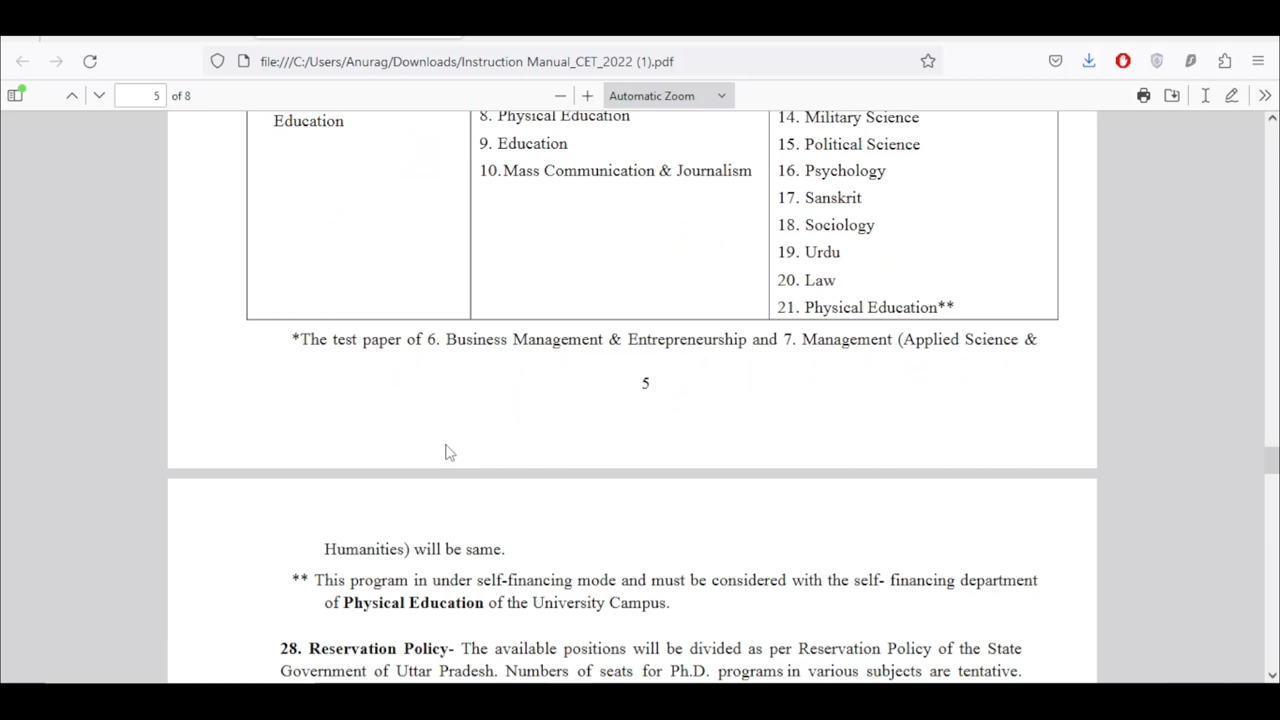 file:///C:/Users/Anurag/Downloads/Instruction Manual_CET_2022 (1).pdf
5 of 8
Automatic Zoom
Education
8. Physical Education
9. Education
10. Mass Communication & Journalism
14. Military Science
15. Political Science
16. Psychology
17. Sanskrit
18. Sociology
19. Urdu
20. Law
21. Physical Education**
*The test paper of 6. Business Management & Entrepreneurship and 7. Management (Applied Science &
5
Humanities) will be same.
** This program in under self-financing mode and must be considered with the self- financing department
of Physical Education of the University Campus.
28. Reservation Policy- The available positions will be divided as per Reservation Policy of the State
Government of Uttar Pradesh. Numbers of seats for Ph.D. programs in various subjects are tentative.